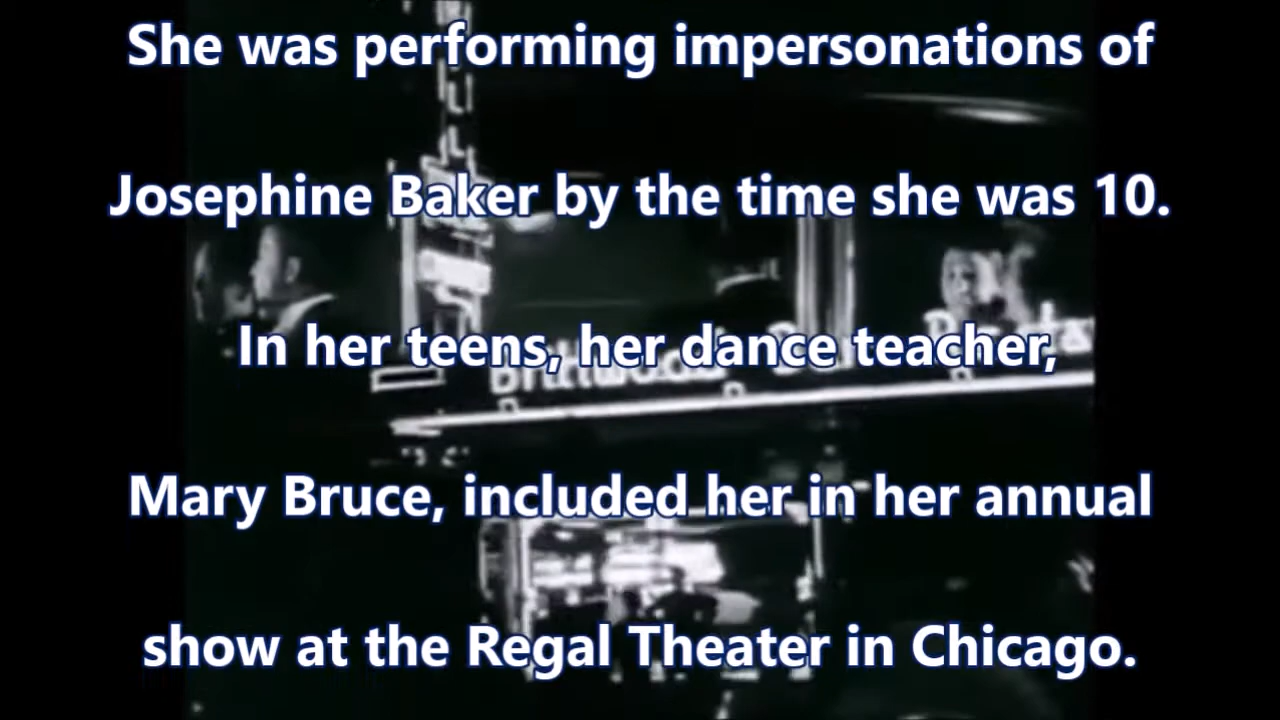 She was performing impersonations of
Josephine Baker by the time she was 10.
In her teens, her dance teacher,
Mary Bruce, included her in her annual
show at the Regal Theater in Chicago.